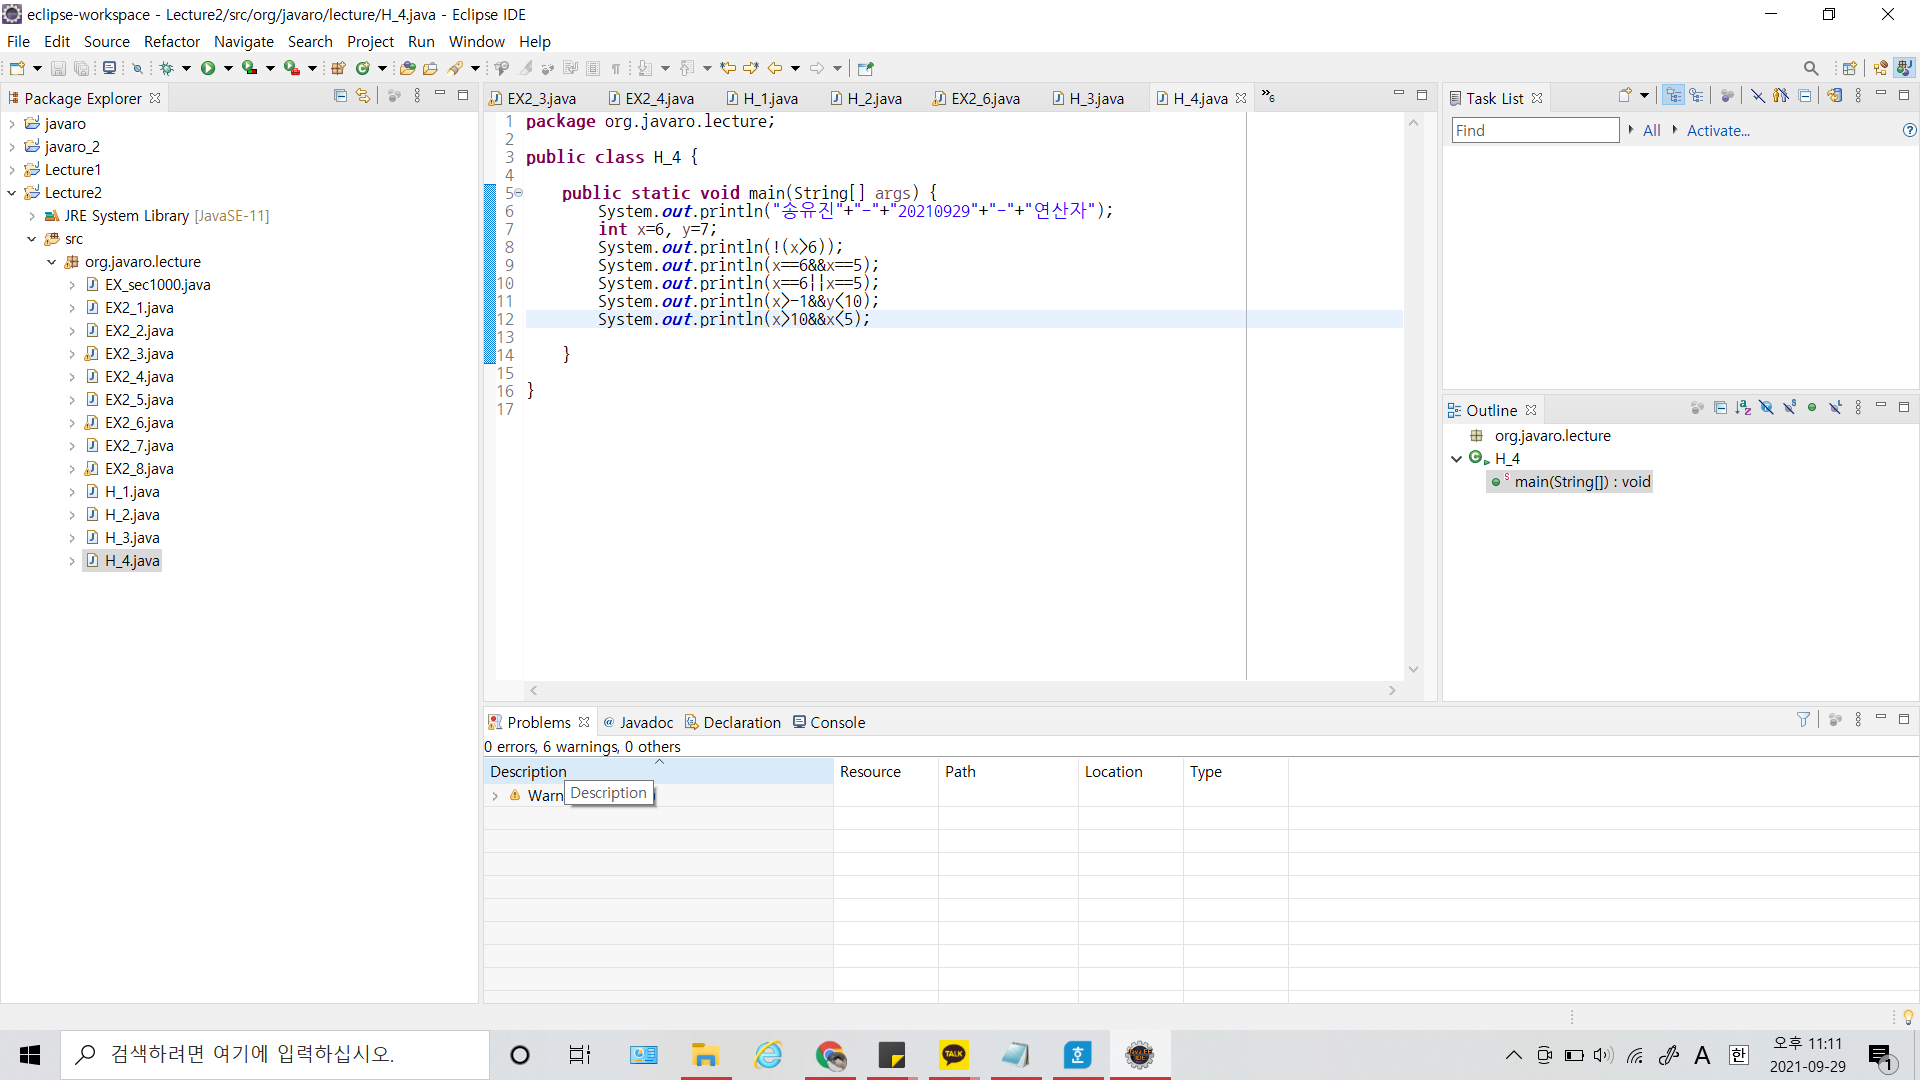 eclipse-workspace - Lecture2/src/org/javaro/lecture/H_4.java - Eclipse IDE
File Edit Source Refactor Navigate Search Project Run Window Help
Package Explorer
javaro
javaro_2
Lecture1
Lecture2
JRE System Library [JavaSE-11]
src
org.javaro.lecture
EX_sec1000.java
EX2_1.java
EX2_2.java
EX2_3.java
EX2_4.java
EX2_5.java
EX2_6.java
EX2_7.java
EX2_8.java
H_1.java
H_2.java
H_3.java
H_4.java
EX2_3.java EX2_4.java H_1.java H_2.java EX2_6.java H_3.java H_4.java »6
1 package org.javaro.lecture;
2
3 public class H_4 {
4
5 public static void main(String[] args) {
6 System.out.println("송유진"+"-"+"20210929"+"-"+"연산자");
7 int x=6, y=7;
8 System.out.println(!(x>6));
9 System.out.println(x==6&&x==5);
10 System.out.println(x==6||x==5);
11 System.out.println(x>-1&&y<10);
12 System.out.println(x>10&&x<5);
13
14 }
15
16 }
17
Task List
Find All Activate...
Outline
org.javaro.lecture
H_4
main(String[]) : void
Problems Javadoc Declaration Console
0 errors, 6 warnings, 0 others
Description Resource Path Location Type
Warn
Description
검색하려면 여기에 입력하십시오.
TALK
A 한 오후 11:11
2021-09-29
1